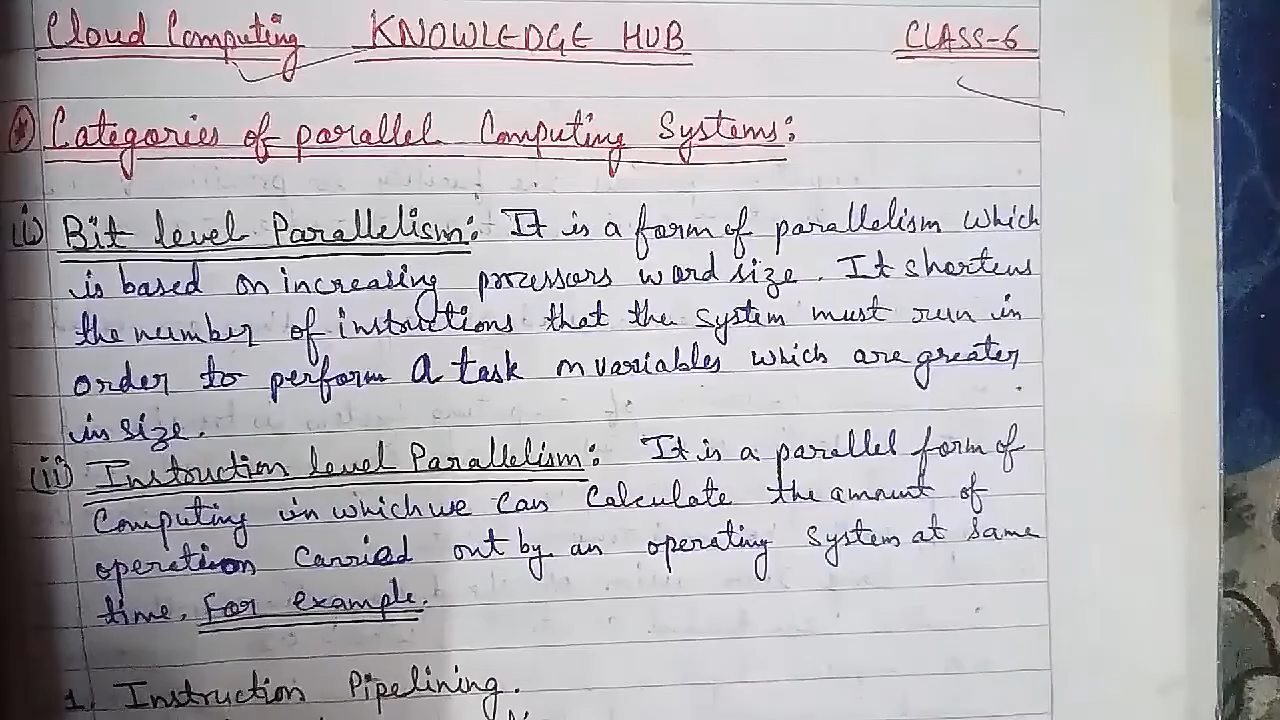 Cloud Computing KNOWLEDGE HUB CLASS-6
Categories of parallel Computing Systems:
(i) Bit level Parallelism: It is a form of parallelism which
is based on increasing processors word size. It shortens
the number of instructions that the system must run in
order to perform a task on variables which are greater
in size.
(ii) Instruction level Parallelism: It is a parallel form of
Computing in which we can calculate the amount of
operation carried out by an operating system at same
time. For example.
1. Instruction Pipelining.